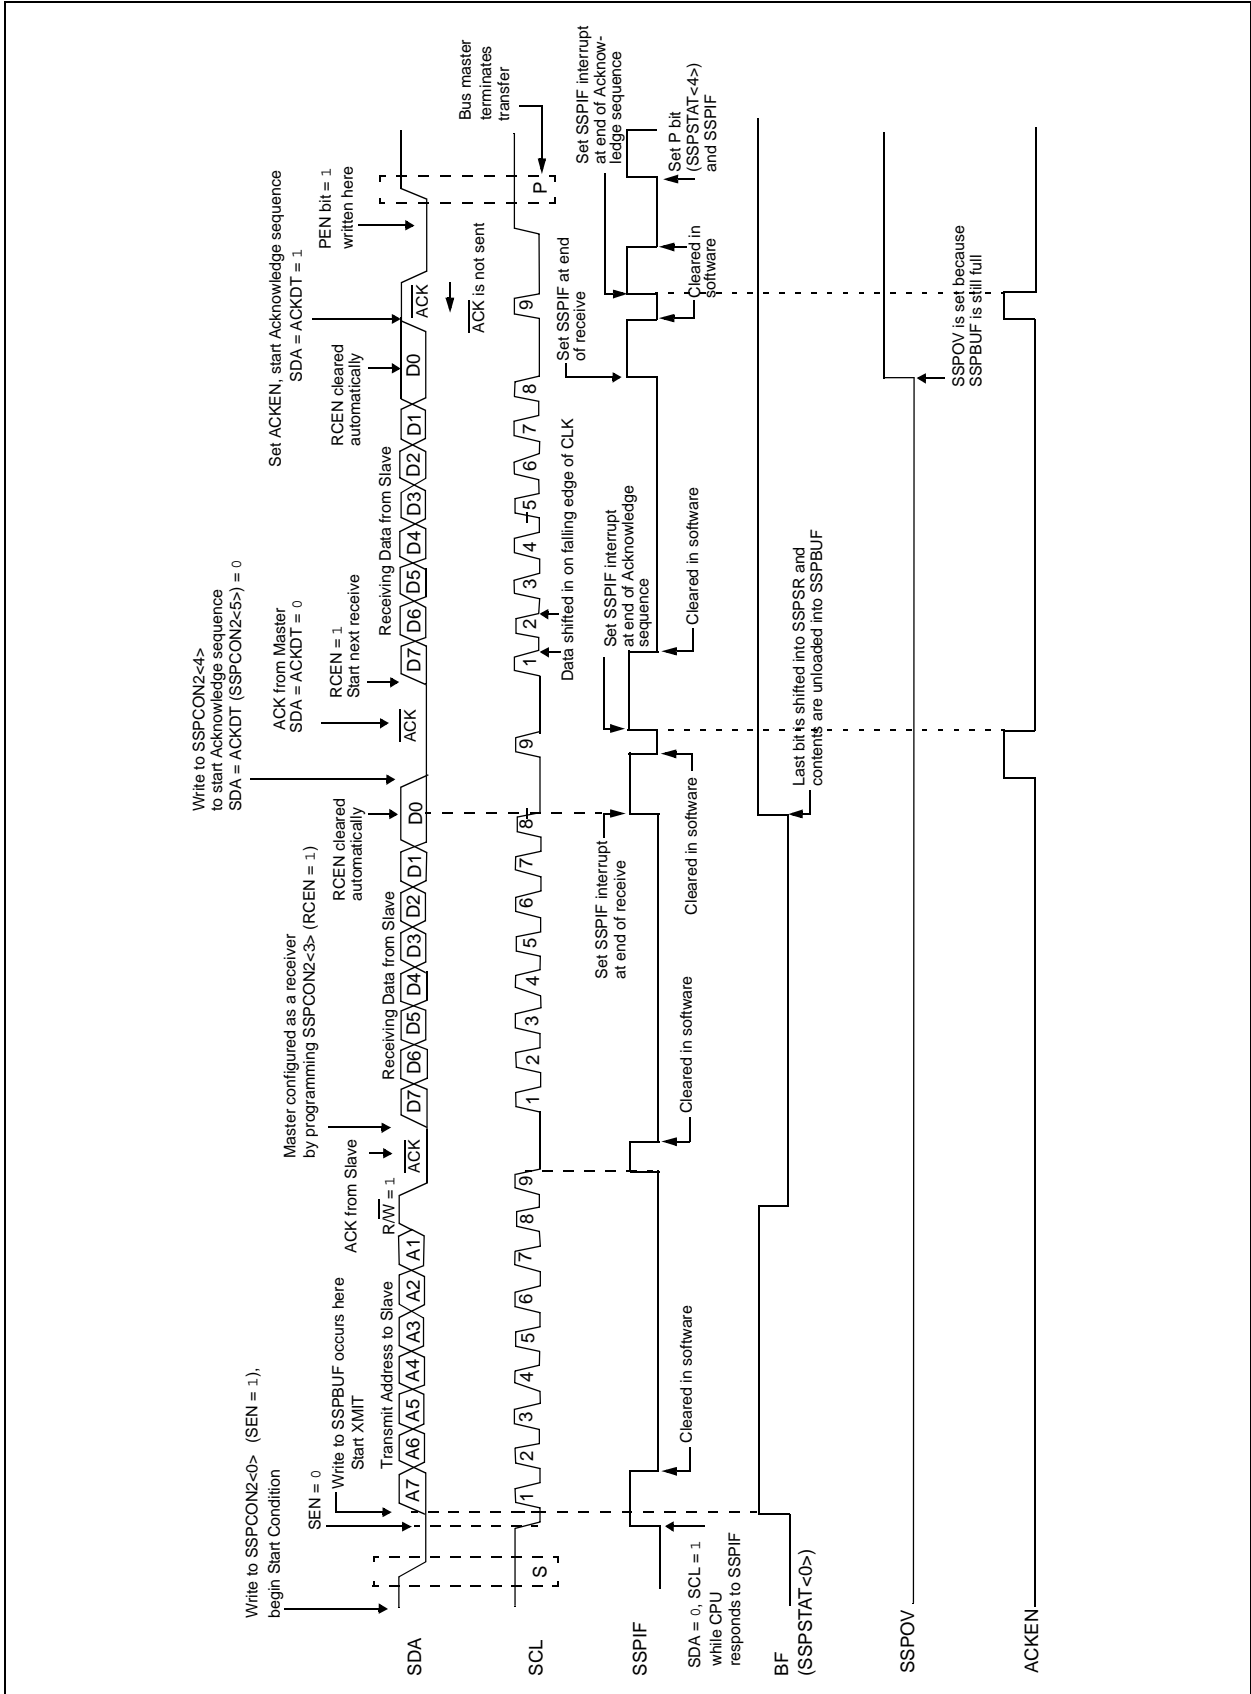 Write to SSPCON2<0> (SEN = 1),
begin Start Condition
SEN = 0
Write to SSPBUF occurs here
Start XMIT
Transmit Address to Slave
ACK from Slave
R/W = 1
Master configured as a receiver
by programming SSPCON2<3> (RCEN = 1)
Receiving Data from Slave
RCEN cleared
automatically
Write to SSPCON2<4>
to start Acknowledge sequence
SDA = ACKDT (SSPCON2<5>) = 0
ACK from Master
SDA = ACKDT = 0
RCEN = 1
Start next receive
Receiving Data from Slave
RCEN cleared
automatically
Set ACKEN, start Acknowledge sequence
SDA = ACKDT = 1
PEN bit = 1
written here
SDA
A7 A6 A5 A4 A3 A2 A1
ACK
D7 D6 D5 D4 D3 D2 D1 D0
ACK
D7 D6 D5 D4 D3 D2 D1 D0
ACK
ACK is not sent
Bus master
terminates
transfer
SCL
S
1 2 3 4 5 6 7 8 9
1 2 3 4 5 6 7 8 9
1 2 3 4 5 6 7 8 9
P
Data shifted in on falling edge of CLK
SSPIF
SDA = 0, SCL = 1
while CPU
responds to SSPIF
Cleared in software
Cleared in software
Set SSPIF interrupt
at end of receive
Cleared in software
Set SSPIF interrupt
at end of Acknowledge
sequence
Cleared in software
Set SSPIF at end
of receive
Cleared in
software
Set SSPIF interrupt
at end of Acknow-
ledge sequence
Set P bit
(SSPSTAT<4>)
and SSPIF
BF
(SSPSTAT<0>)
Last bit is shifted into SSPSR and
contents are unloaded into SSPBUF
SSPOV
SSPOV is set because
SSPBUF is still full
ACKEN